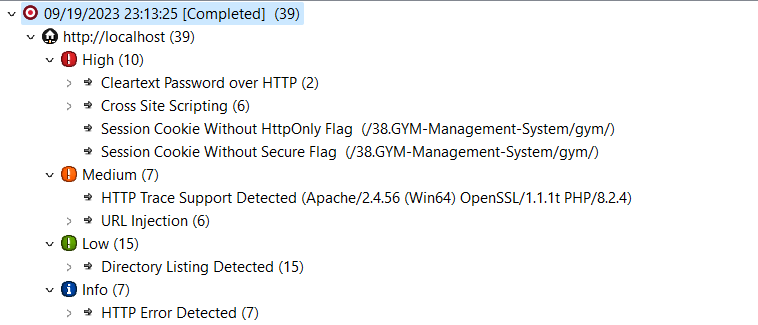 09/19/2023 23:13:25 [Completed] (39)
http://localhost (39)
High (10)
Cleartext Password over HTTP (2)
Cross Site Scripting (6)
Session Cookie Without HttpOnly Flag (/38.GYM-Management-System/gym/)
Session Cookie Without Secure Flag (/38.GYM-Management-System/gym/)
Medium (7)
HTTP Trace Support Detected (Apache/2.4.56 (Win64) OpenSSL/1.1.1t PHP/8.2.4)
URL Injection (6)
Low (15)
Directory Listing Detected (15)
Info (7)
HTTP Error Detected (7)